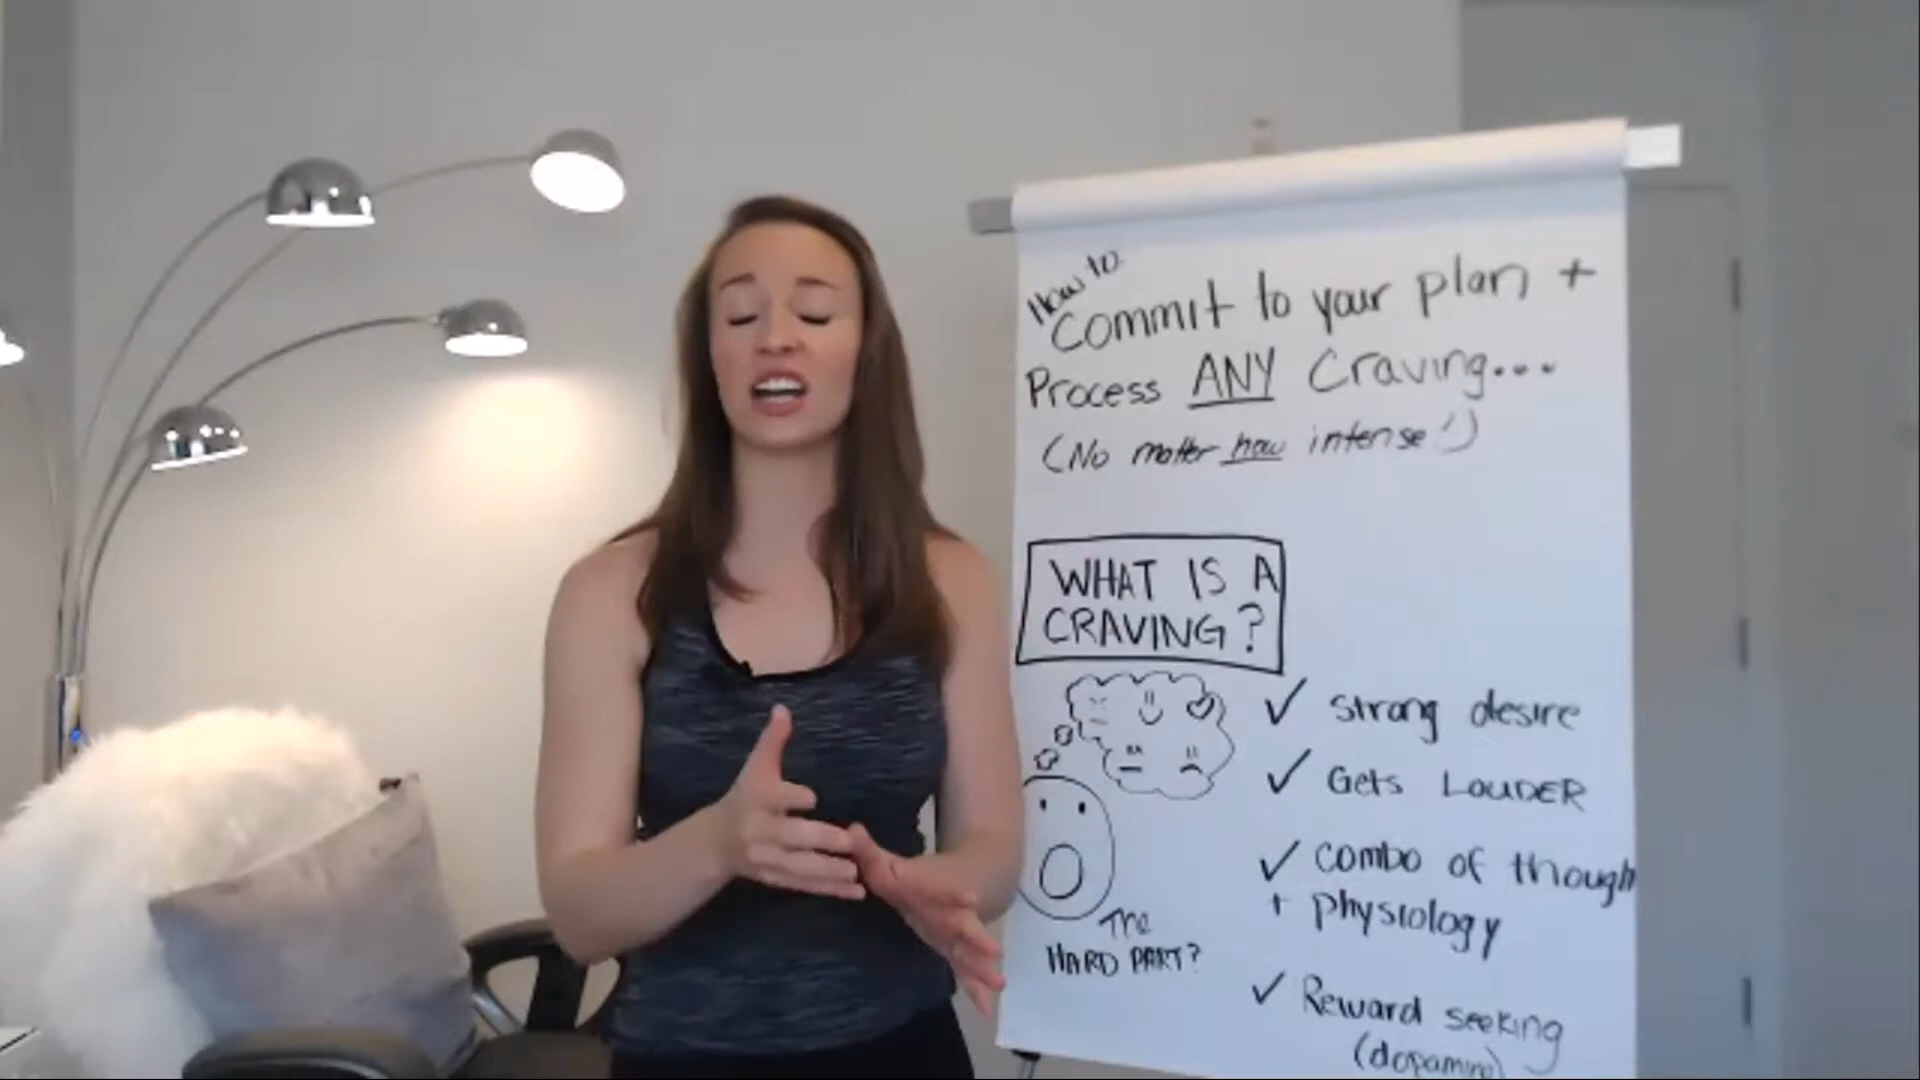 How to
Commit to your plan +
Process ANY Craving...
(No matter how intense!)
WHAT IS A
CRAVING?
✓ strong desire
✓ Gets LOUDER
✓ combo of though
+ physiology
The
HARD PART?
✓ Reward seeking
(dopamine)